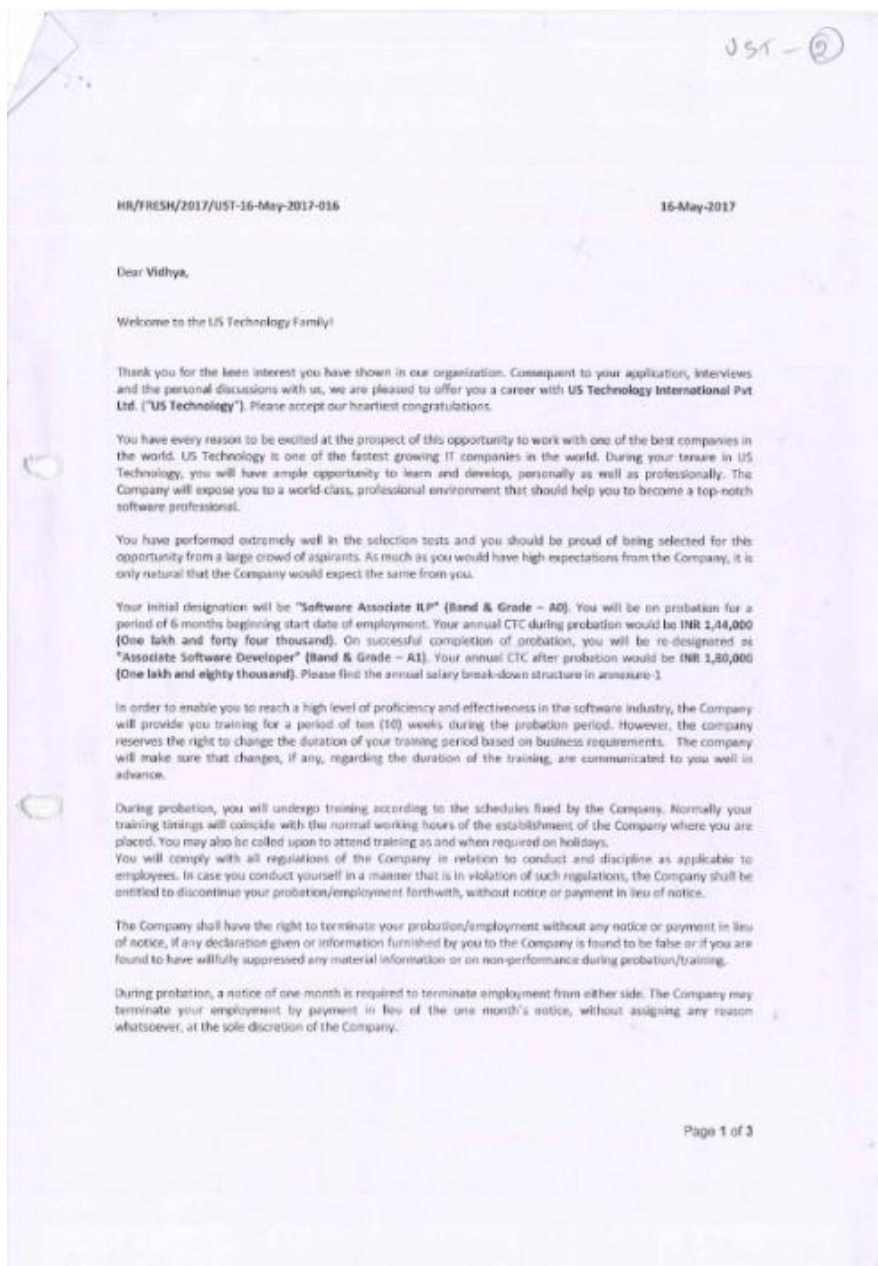 UST - 2
HR/FRESH/2017/UST-16-May-2017-016 16-May-2017
Dear Vidhya,
Welcome to the US Technology Family!
Thank you for the keen interest you have shown in our organization. Consequent to your application, interviews
and the personal discussions with us, we are pleased to offer you a career with US Technology International Pvt
Ltd. ("US Technology"). Please accept our heartiest congratulations.
You have every reason to be excited at the prospect of this opportunity to work with one of the best companies in
the world. US Technology is one of the fastest growing IT companies in the world. During your tenure in US
Technology, you will have ample opportunity to learn and develop, personally as well as professionally. The
Company will expose you to a world-class, professional environment that should help you to become a top-notch
software professional.
You have performed extremely well in the selection tests and you should be proud of being selected for this
opportunity from a large crowd of aspirants. As much as you would have high expectations from the Company, it is
only natural that the Company would expect the same from you.
Your initial designation will be "Software Associate ILP" (Band & Grade – A0). You will be on probation for a
period of 6 months beginning start date of employment. Your annual CTC during probation would be INR 1,44,000
(One lakh and forty four thousand). On successful completion of probation, you will be re-designated as
"Associate Software Developer" (Band & Grade – A1). Your annual CTC after probation would be INR 1,80,000
(One lakh and eighty thousand). Please find the annual salary break-down structure in annexure-1
In order to enable you to reach a high level of proficiency and effectiveness in the software industry, the Company
will provide you training for a period of ten (10) weeks during the probation period. However, the company
reserves the right to change the duration of your training period based on business requirements. The company
will make sure that changes, if any, regarding the duration of the training, are communicated to you well in
advance.
During probation, you will undergo training according to the schedules fixed by the Company. Normally your
training timings will coincide with the normal working hours of the establishment of the Company where you are
placed. You may also be called upon to attend training as and when required on holidays.
You will comply with all regulations of the Company in relation to conduct and discipline as applicable to
employees. In case you conduct yourself in a manner that is in violation of such regulations, the Company shall be
entitled to discontinue your probation/employment forthwith, without notice or payment in lieu of notice.
The Company shall have the right to terminate your probation/employment without any notice or payment in lieu
of notice, if any declaration given or information furnished by you to the Company is found to be false or if you are
found to have willfully suppressed any material information or on non-performance during probation/training.
During probation, a notice of one month is required to terminate employment from either side. The Company may
terminate your employment by payment in lieu of the one month's notice, without assigning any reason
whatsoever, at the sole discretion of the Company.
Page 1 of 3